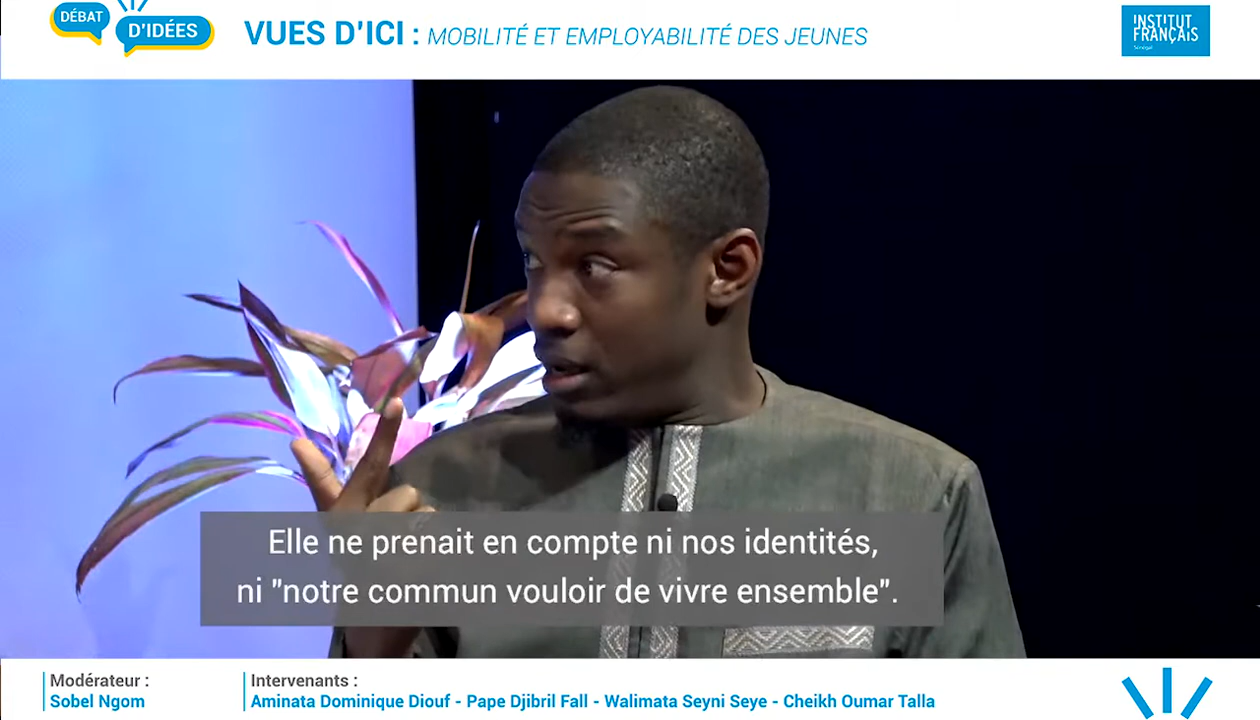 DÉBAT
D'IDÉES
VUES D'ICI : MOBILITÉ ET EMPLOYABILITÉ DES JEUNES
INSTITUT
FRANÇAIS
Sénégal
Elle ne prenait en compte ni nos identités,
ni "notre commun vouloir de vivre ensemble".
Modérateur :
Sobel Ngom
Intervenants :
Aminata Dominique Diouf - Pape Djibril Fall - Walimata Seyni Seye - Cheikh Oumar Talla